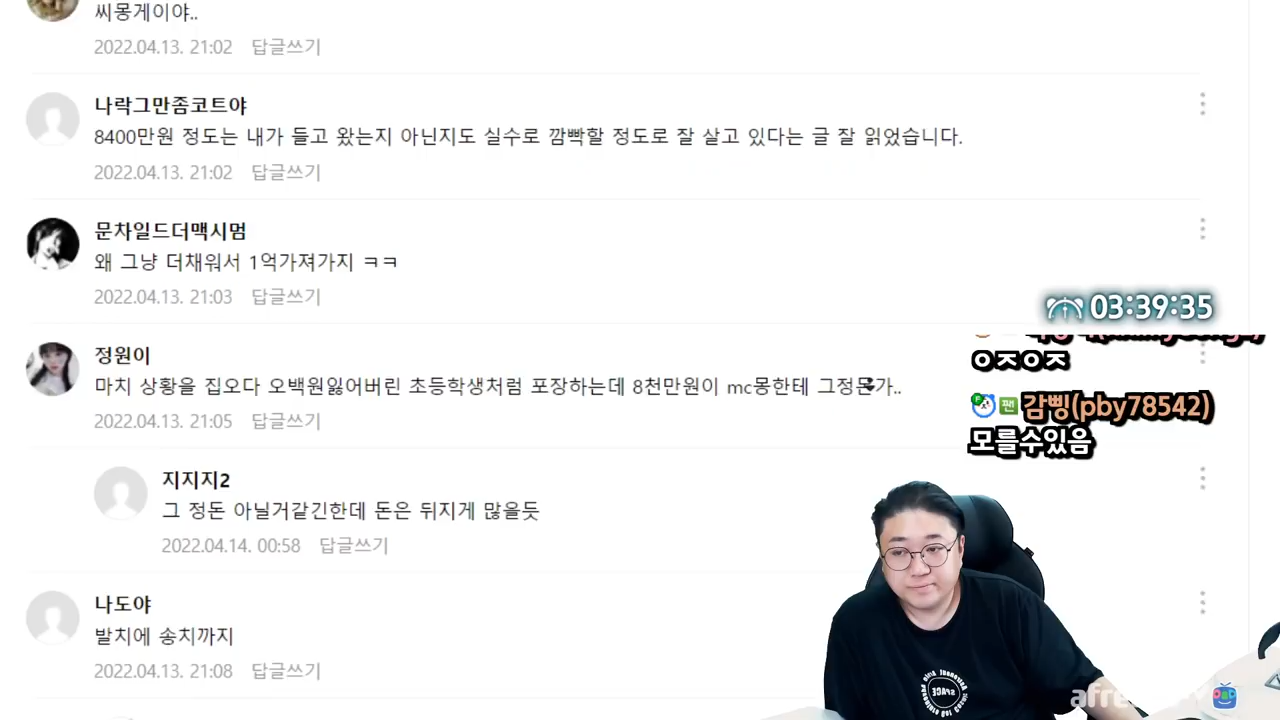 씨몽게이야..
2022.04.13. 21:02 답글쓰기
나락그만좀코트야
8400만원 정도는 내가 들고 왔는지 아닌지도 실수로 깜빡할 정도로 잘 살고 있다는 글 잘 읽었습니다.
2022.04.13. 21:02 답글쓰기
문차일드더맥시멈
왜 그냥 더채워서 1억가져가지 ㅋㅋ
2022.04.13. 21:03 답글쓰기
03:39:35
정원이
마치 상황을 집오다 오백원잃어버린 초등학생처럼 포장하는데 8천만원이 mc몽한테 그정돈가..
2022.04.13. 21:05 답글쓰기
ㅇㅈㅇㅈ
팬 감삥(pby78542)
모를수있음
지지지2
그 정돈 아닐거같긴한데 돈은 뒤지게 많을듯
2022.04.14. 00:58 답글쓰기
나도야
발치에 송치까지
2022.04.13. 21:08 답글쓰기
SPACE